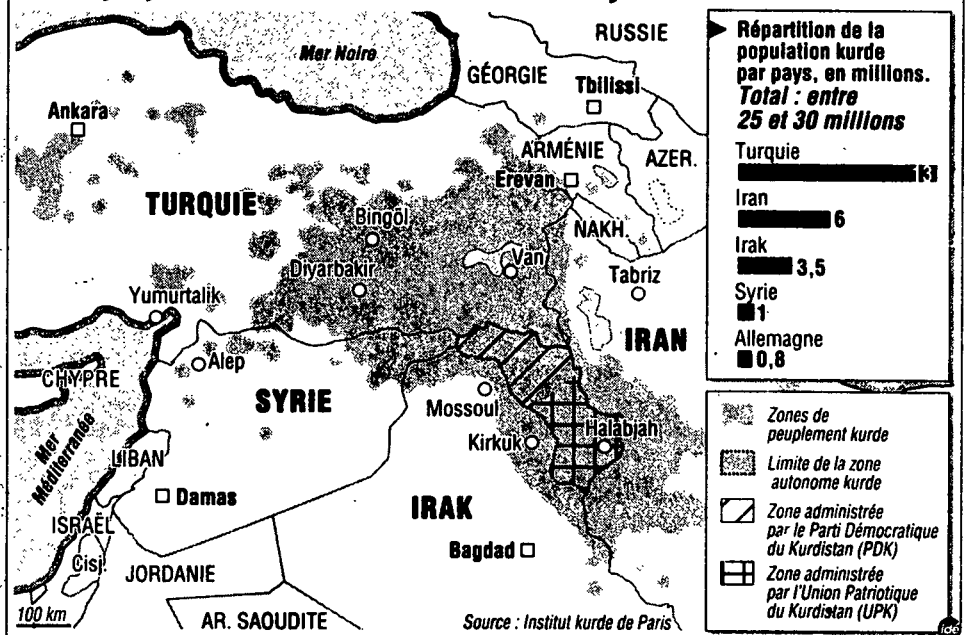 RUSSIE
Mer Noire
GÉORGIE
Tbilissi
Ankara
ARMÉNIE
AZER.
Erevan
TURQUIE
Bingöl
NAKH.
Diyarbakir
Van
Tabriz
Yumurtalik
IRAN
Alep
CHYPRE
SYRIE
Mossoul
Mer
Méditerranée
Kirkuk
Halabjah
LIBAN
Damas
IRAK
ISRAËL
Cisj.
Bagdad
JORDANIE
100 km
AR. SAOUDITE
Source : Institut kurde de Paris
Répartition de la
population kurde
par pays, en millions.
Total : entre
25 et 30 millions
Turquie
Iran
6
Irak
3,5
Syrie
1
Allemagne
0,8
Zones de
peuplement kurde
Limite de la zone
autonome kurde
Zone administrée
par le Parti Démocratique
du Kurdistan (PDK)
Zone administrée
par l'Union Patriotique
du Kurdistan (UPK)
idé